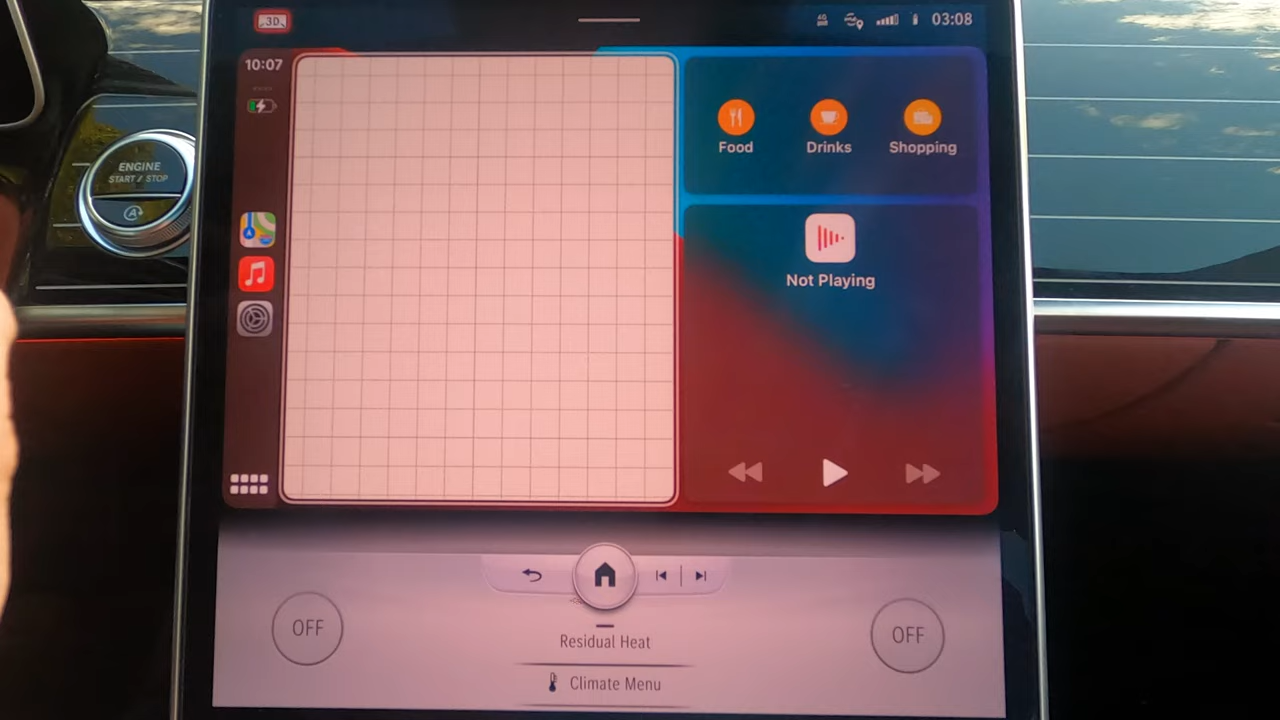 3D
4G
03:08
10:07
ENGINE
START / STOP
A
Food
Drinks
Shopping
Not Playing
OFF
OFF
Residual Heat
Climate Menu